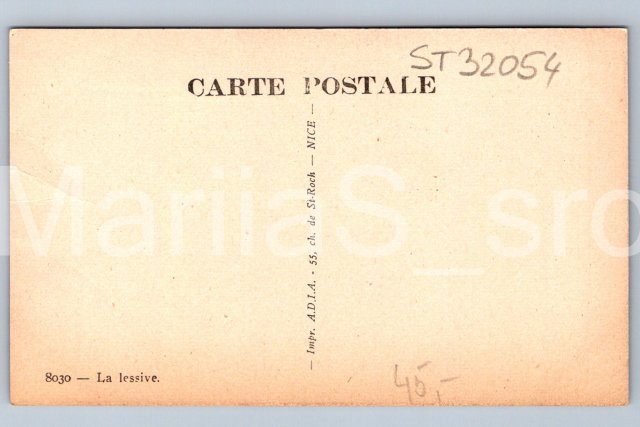 ST32054
CARTE POSTALE
— Impr. A.D.I.A. - 55, ch. de St-Roch — NICE —
MariiaS_sro
8030 — La lessive.
45,-